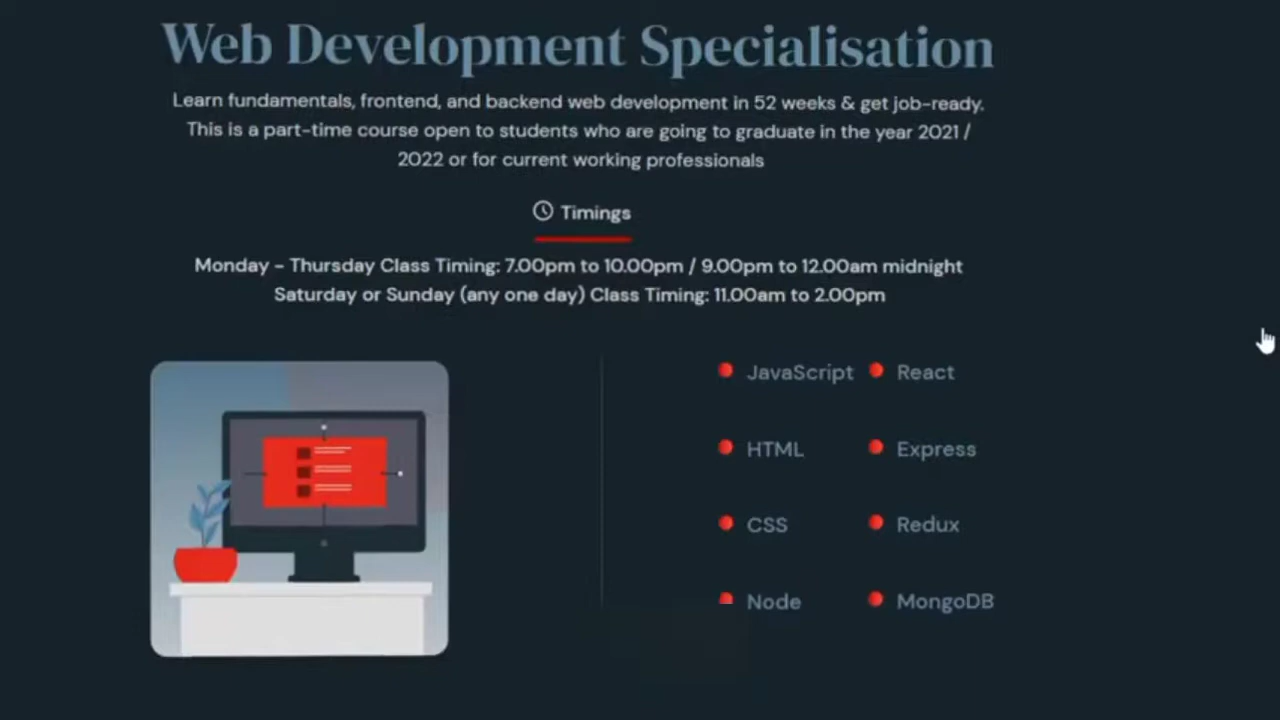 Web Development Specialisation
Learn fundamentals, frontend, and backend web development in 52 weeks & get job-ready.
This is a part-time course open to students who are going to graduate in the year 2021 /
2022 or for current working professionals
Timings
Monday - Thursday Class Timing: 7.00pm to 10.00pm / 9.00pm to 12.00am midnight
Saturday or Sunday (any one day) Class Timing: 11.00am to 2.00pm
JavaScript React
HTML Express
CSS Redux
Node MongoDB